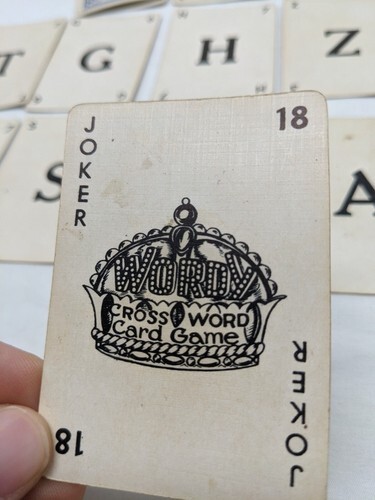 T G H Z
S A
JOKER
18
WORDY
CROSS WORD
Card Game
JOKER
18